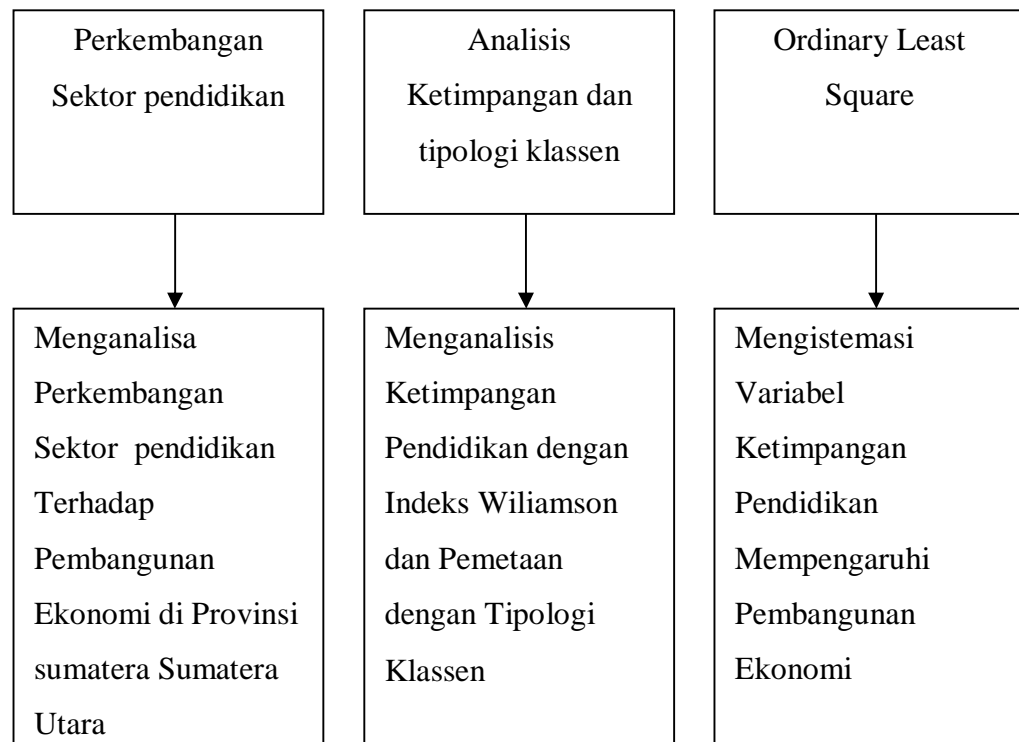 Perkembangan
Sektor pendidikan
Analisis
Ketimpangan dan
tipologi klassen
Ordinary Least
Square
Menganalisa
Perkembangan
Sektor pendidikan
Terhadap
Pembangunan
Ekonomi di Provinsi
sumatera Sumatera
Utara
Menganalisis
Ketimpangan
Pendidikan dengan
Indeks Wiliamson
dan Pemetaan
dengan Tipologi
Klassen
Mengistemasi
Variabel
Ketimpangan
Pendidikan
Mempengaruhi
Pembangunan
Ekonomi